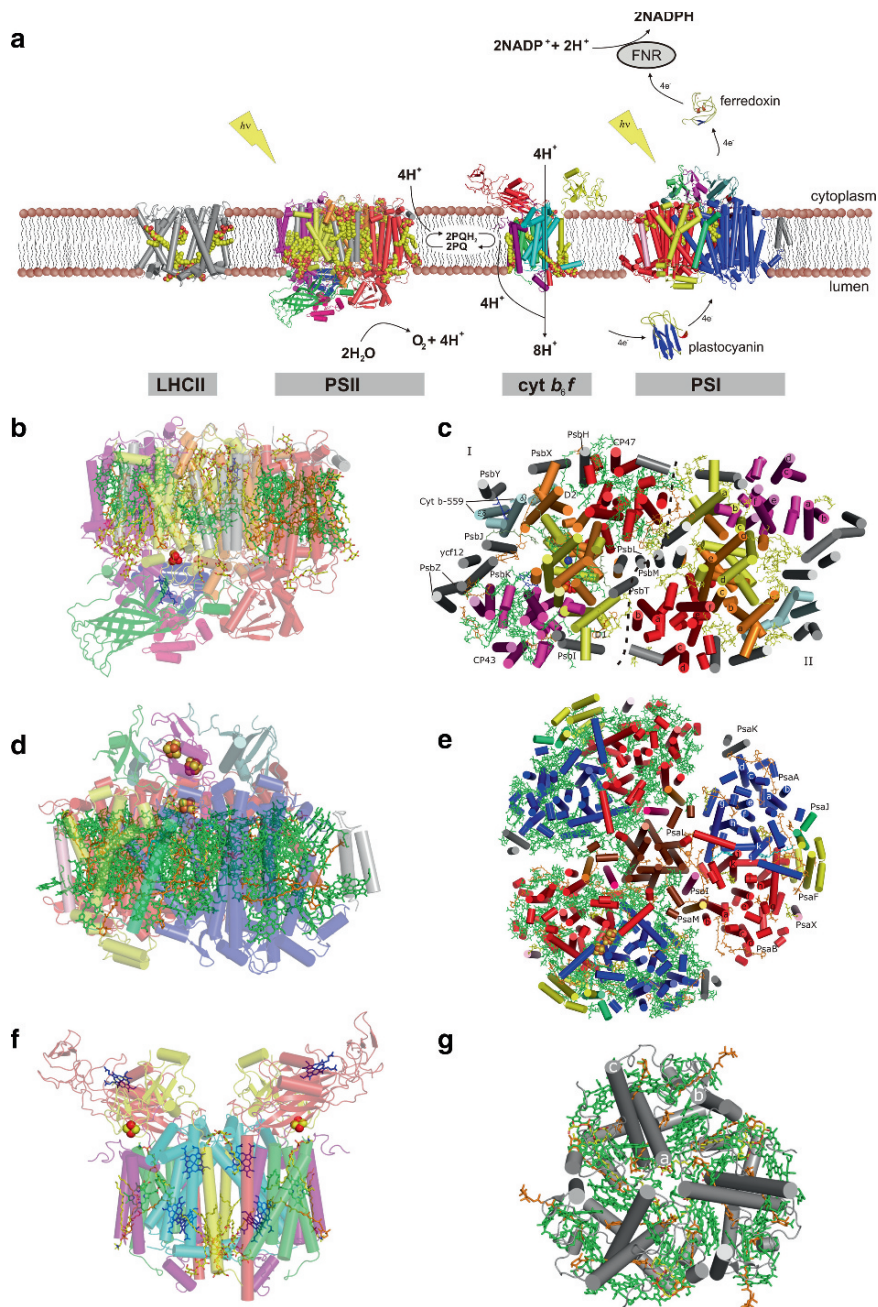 a
2NADPH
2NADP⁺ + 2H⁺
FNR
4e⁻
ferredoxin
hν
hν
4e⁻
4H⁺
4H⁺
cytoplasm
2PQH₂
2PQ
lumen
4H⁺
4e⁻
4e⁻
plastocyanin
2H₂O
O₂ + 4H⁺
8H⁺
LHCII
PSII
cyt b₆f
PSI
b
c
I
PsbH
CP47
PsbX
PsbY
D2
Cyt b-559
PsbJ
ycf12
PsbL
PsbZ
PsbK
PsbM
PsbT
D1
CP43
PsbI
II
d
e
PsaK
PsaA
PsaJ
PsaL
PsaI
PsaF
PsaM
PsaX
PsaB
f
g
c
b
a